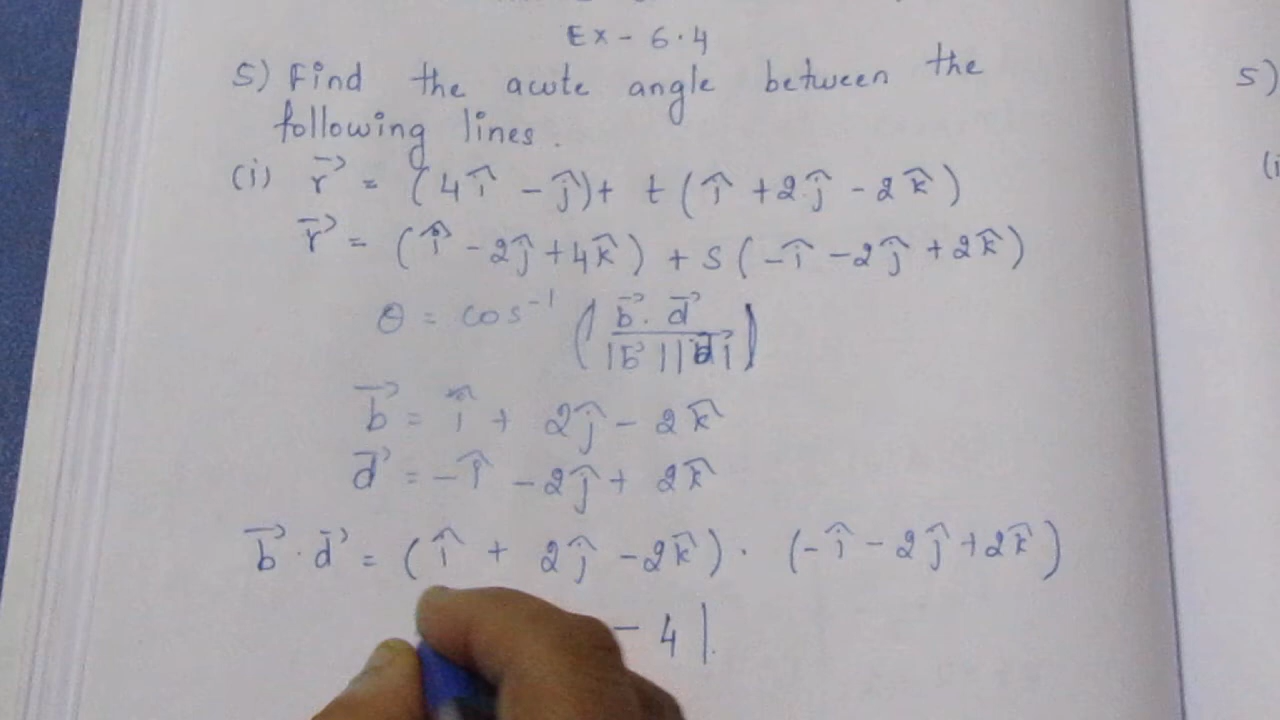 Ex - 6.4
5) Find the acute angle between the
following lines.
(i) r⃗ = (4î - ĵ) + t(î + 2ĵ - 2k̂)
r⃗ = (î - 2ĵ + 4k̂) + s(-î - 2ĵ + 2k̂)
θ = cos⁻¹ (b⃗ . d⃗ / |b⃗| |d⃗|)
b⃗ = î + 2ĵ - 2k̂
d⃗ = -î - 2ĵ + 2k̂
b⃗ . d⃗ = (î + 2ĵ - 2k̂) . (-î - 2ĵ + 2k̂)
- 4|.
5)
(i